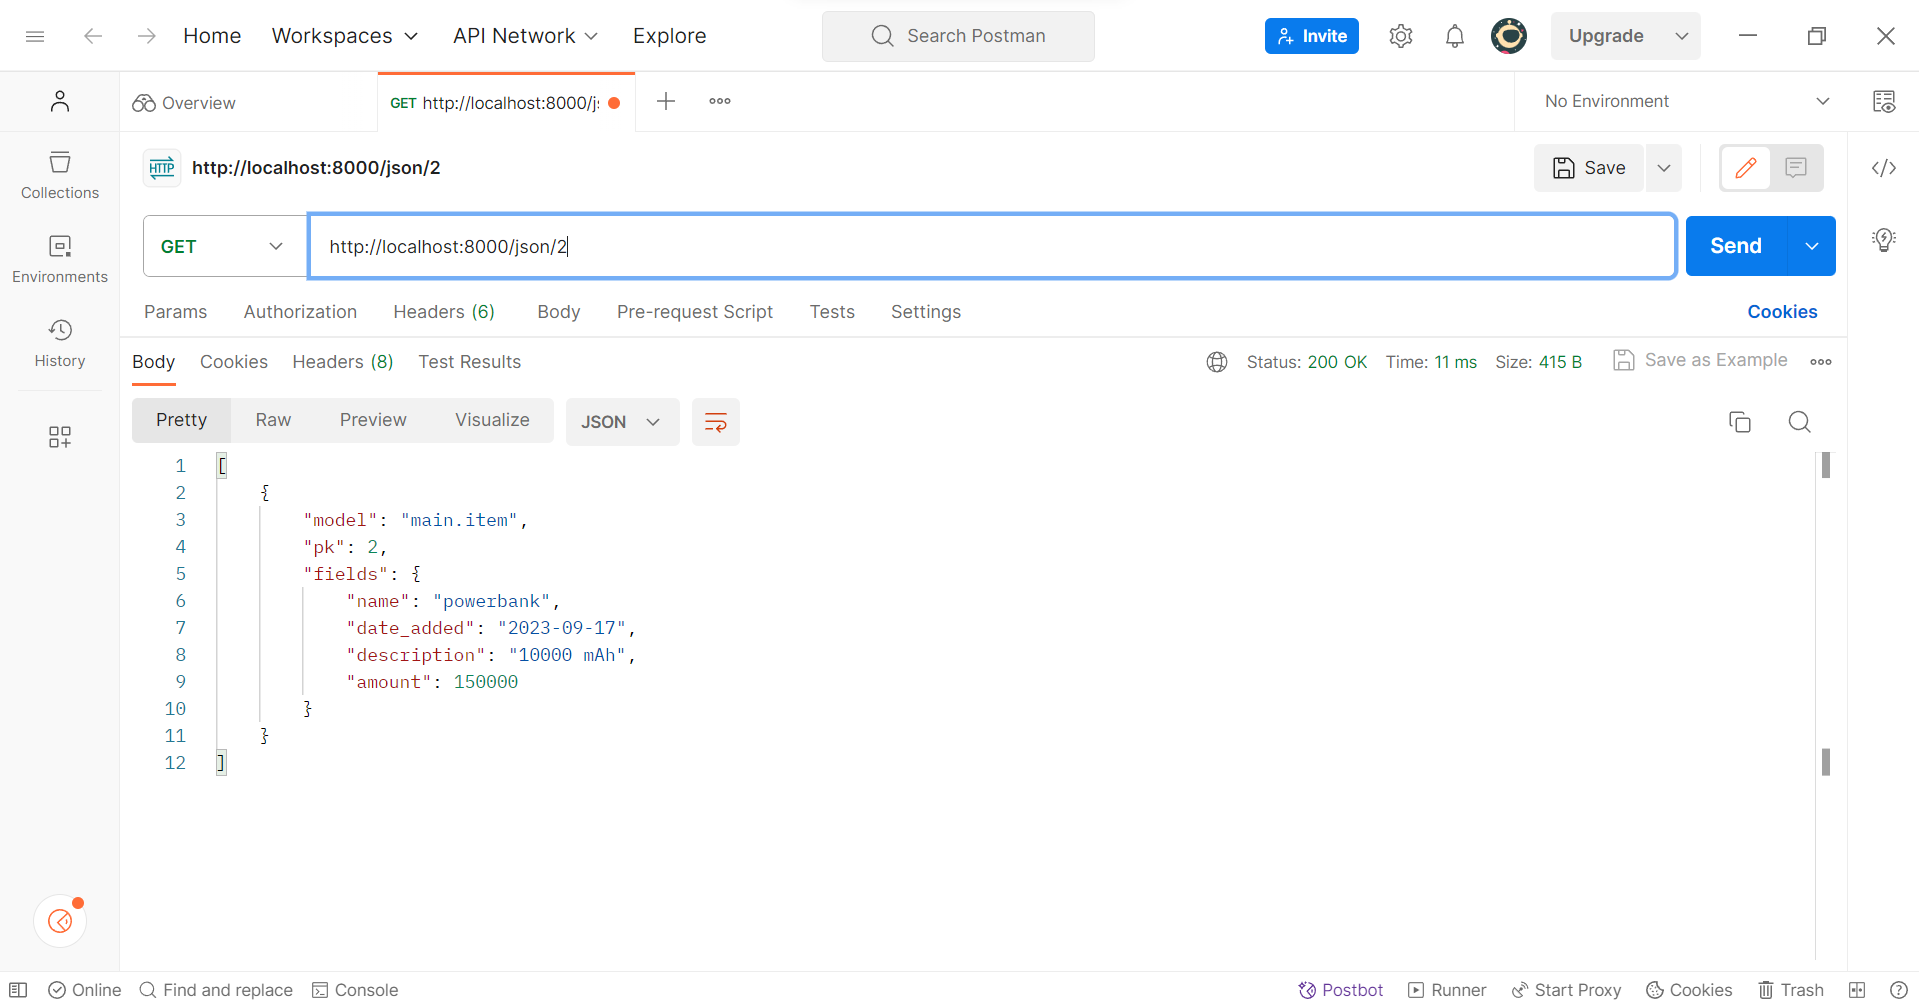 Home Workspaces API Network Explore Search Postman Invite Upgrade
Overview GET http://localhost:8000/js No Environment
HTTP http://localhost:8000/json/2 Save
GET http://localhost:8000/json/2 Send
Collections
Environments
History
Params Authorization Headers (6) Body Pre-request Script Tests Settings Cookies
Body Cookies Headers (8) Test Results Status: 200 OK Time: 11 ms Size: 415 B Save as Example
Pretty Raw Preview Visualize JSON
1 [
2 {
3 "model": "main.item",
4 "pk": 2,
5 "fields": {
6 "name": "powerbank",
7 "date_added": "2023-09-17",
8 "description": "10000 mAh",
9 "amount": 150000
10 }
11 }
12 ]
Online Find and replace Console Postbot Runner Start Proxy Cookies Trash